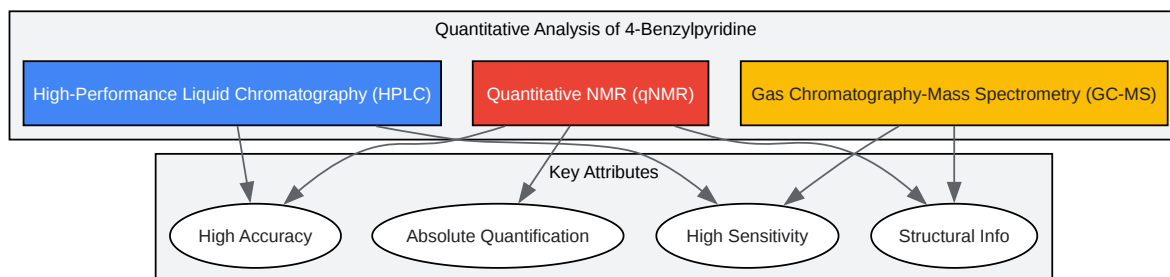 Quantitative Analysis of 4-Benzylpyridine
High-Performance Liquid Chromatography (HPLC)
Quantitative NMR (qNMR)
Gas Chromatography-Mass Spectrometry (GC-MS)
Key Attributes
High Accuracy
Absolute Quantification
High Sensitivity
Structural Info